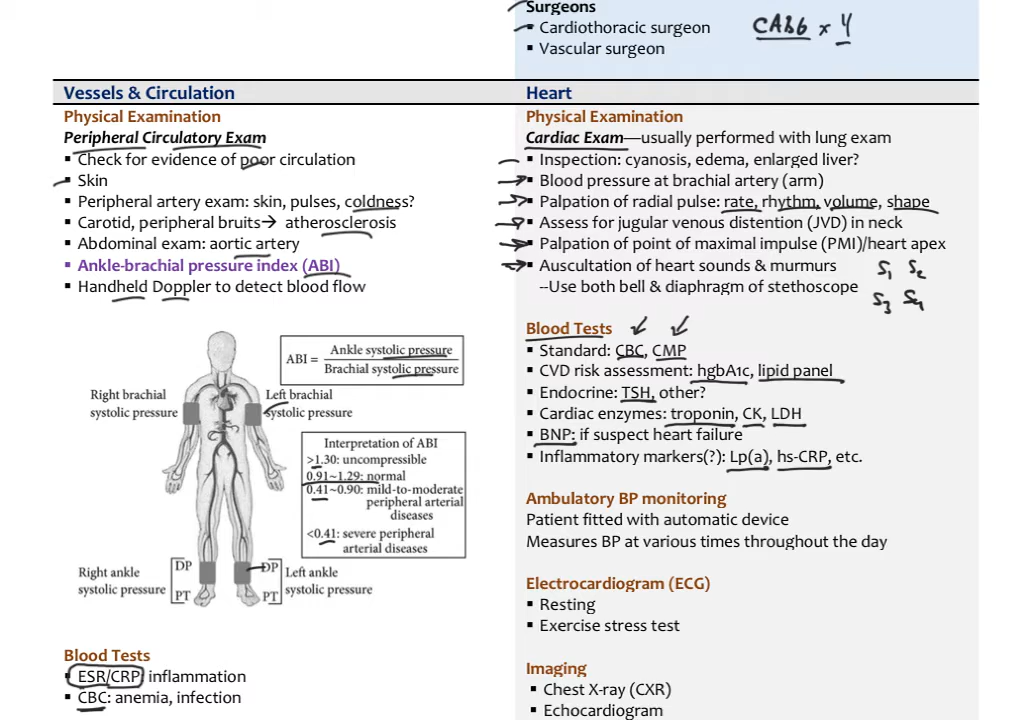 Surgeons
▪ Cardiothoracic surgeon
CABG x 4
▪ Vascular surgeon
Vessels & Circulation
Physical Examination
Peripheral Circulatory Exam
▪ Check for evidence of poor circulation
▪ Skin
▪ Peripheral artery exam: skin, pulses, coldness?
▪ Carotid, peripheral bruits→ atherosclerosis
▪ Abdominal exam: aortic artery
▪ Ankle-brachial pressure index (ABI)
▪ Handheld Doppler to detect blood flow
ABI = Ankle systolic pressure
Brachial systolic pressure
Right brachial
systolic pressure
Left brachial
systolic pressure
Interpretation of ABI
>1.30: uncompressible
0.91~1.29: normal
0.41~0.90: mild-to-moderate
peripheral arterial
diseases
<0.41: severe peripheral
arterial diseases
Right ankle
systolic pressure
DP
PT
DP
PT
Left ankle
systolic pressure
Blood Tests
▪ ESR/CRP: inflammation
▪ CBC: anemia, infection
Heart
Physical Examination
Cardiac Exam—usually performed with lung exam
▪ Inspection: cyanosis, edema, enlarged liver?
▪ Blood pressure at brachial artery (arm)
▪ Palpation of radial pulse: rate, rhythm, volume, shape
▪ Assess for jugular venous distention (JVD) in neck
▪ Palpation of point of maximal impulse (PMI)/heart apex
▪ Auscultation of heart sounds & murmurs
S1 S2
--Use both bell & diaphragm of stethoscope
S3 S4
Blood Tests
▪ Standard: CBC, CMP
▪ CVD risk assessment: hgbA1c, lipid panel
▪ Endocrine: TSH, other?
▪ Cardiac enzymes: troponin, CK, LDH
▪ BNP: if suspect heart failure
▪ Inflammatory markers(?): Lp(a), hs-CRP, etc.
Ambulatory BP monitoring
Patient fitted with automatic device
Measures BP at various times throughout the day
Electrocardiogram (ECG)
▪ Resting
▪ Exercise stress test
Imaging
▪ Chest X-ray (CXR)
▪ Echocardiogram